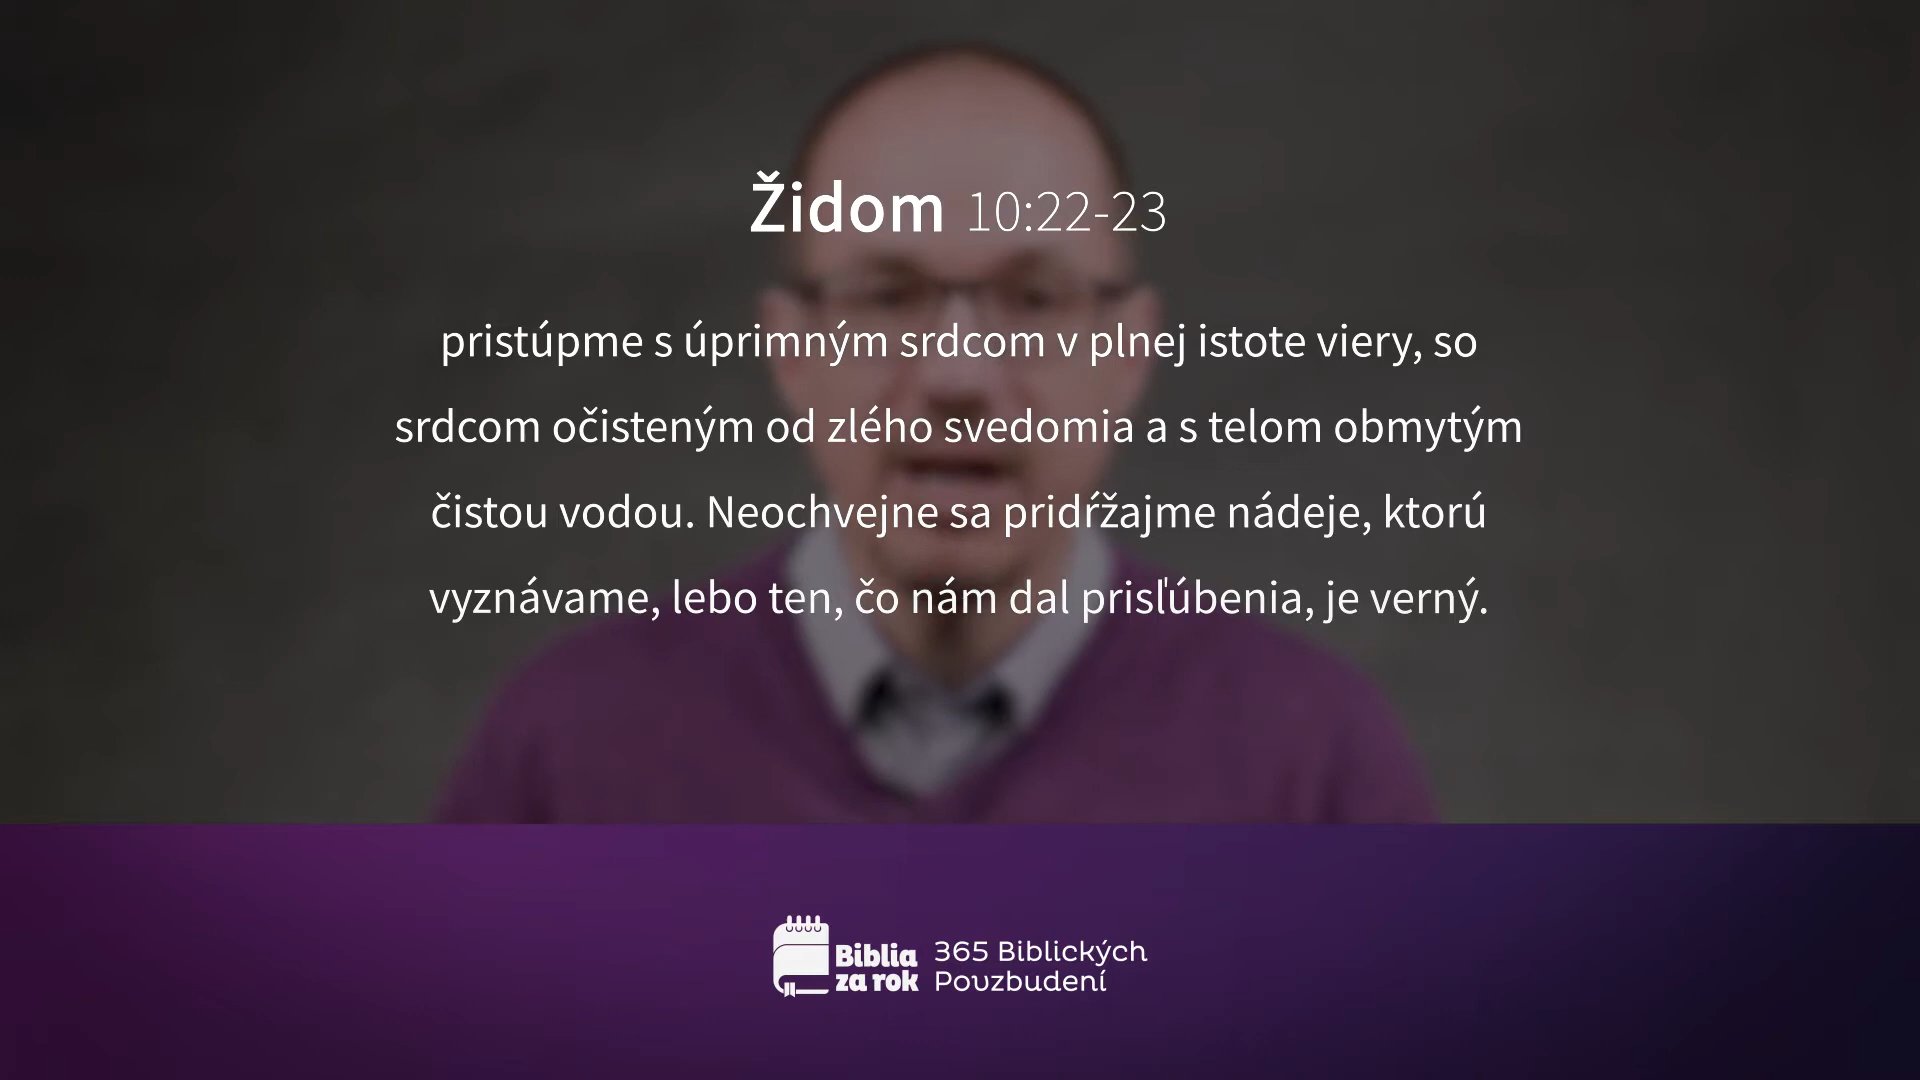 Židom 10:22-23
pristúpme s úprimným srdcom v plnej istote viery, so
srdcom očisteným od zlého svedomia a s telom obmytým
čistou vodou. Neochvejne sa pridŕžajme nádeje, ktorú
vyznávame, lebo ten, čo nám dal prisľúbenia, je verný.
Biblia
za rok
365 Biblických
Povzbudení